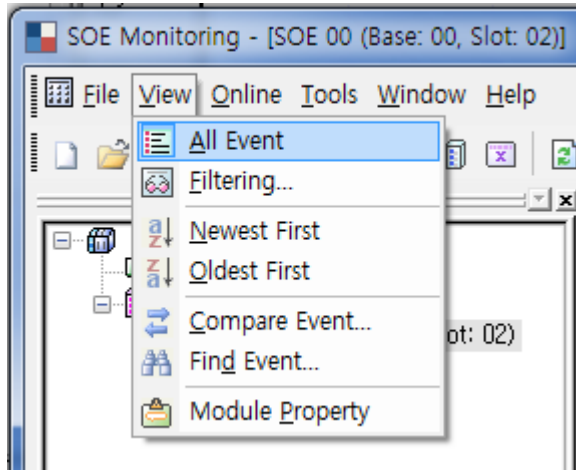 SOE Monitoring - [SOE 00 (Base: 00, Slot: 02)]
File View Online Tools Window Help
All Event
Filtering...
Newest First
Oldest First
Compare Event...
ot: 02)
Find Event...
Module Property